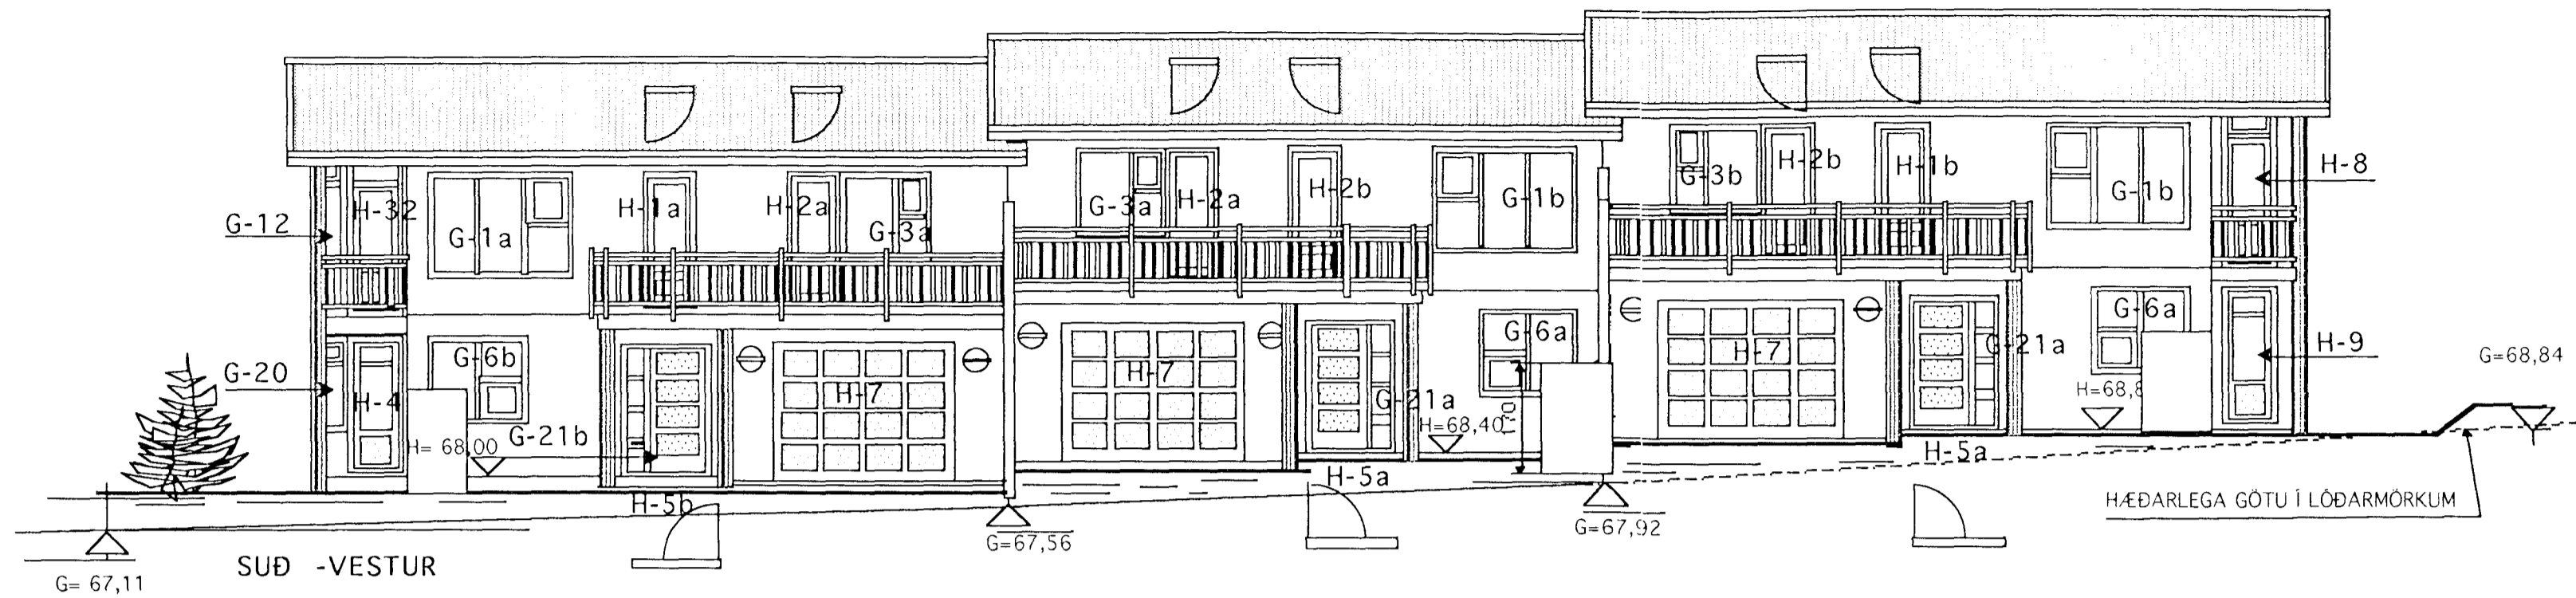 G-12
H-32
G-1a
H-1a
H-2a
G-3a
G-3a
H-2a
H-2b
G-1b
G-3b
H-2b
H-1b
G-1b
H-8
G-20
H-4
G-6b
H= 68,00
G-21b
H-5b
H-7
H-7
H-5a
G-21a
H=68,40
G-6a
H-7
G-21a
H-5a
G-6a
H=68,8
H-9
G=68,84
HÆÐARLEGA GÖTU Í LÓÐARMÖRKUM
G=67,56
G=67,92
SUÐ -VESTUR
G= 67,11